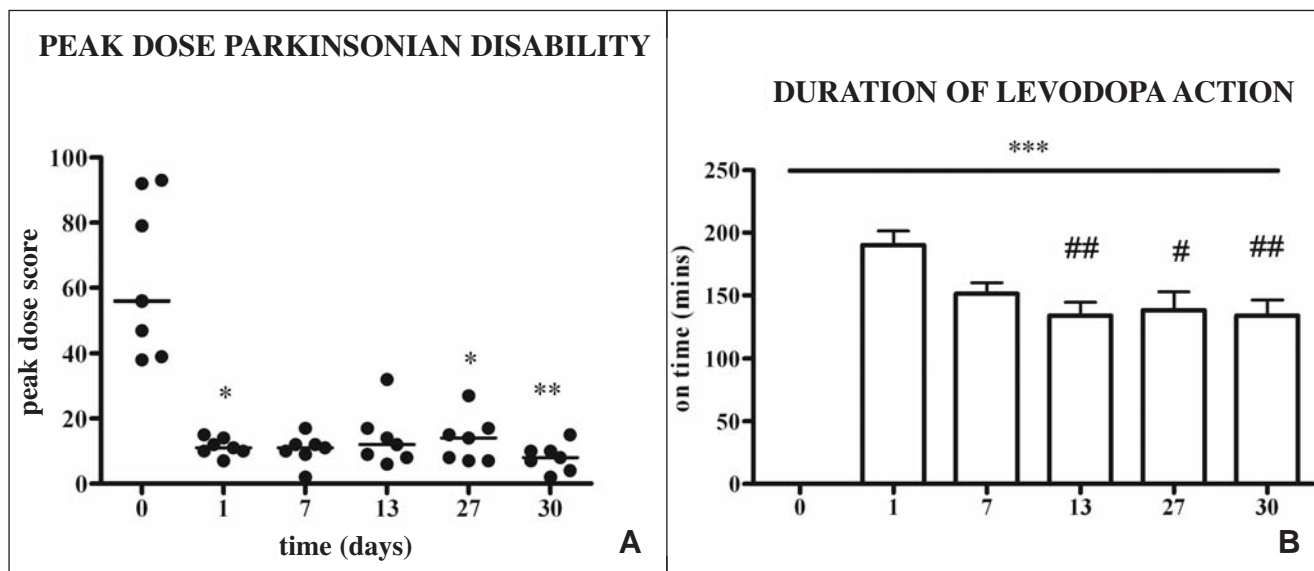 PEAK DOSE PARKINSONIAN DISABILITY
peak dose score
100
80
60
40
20
0
*
*
**
0 1 7 13 27 30
time (days)
A
DURATION OF LEVODOPA ACTION
***
on time (mins)
250
200
150
100
50
0
## # ##
0 1 7 13 27 30
B